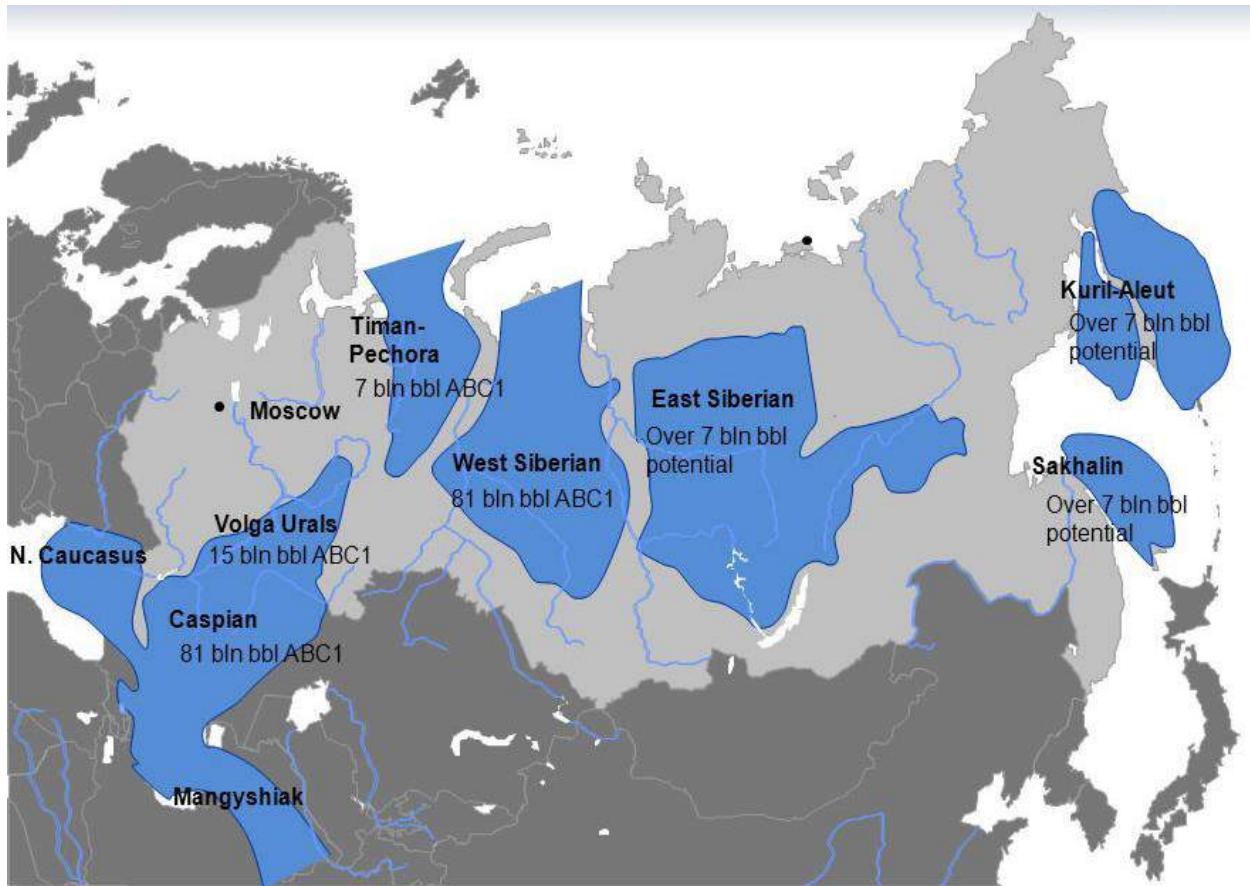 Timan-
Pechora
7 bln bbl ABC1
Moscow
West Siberian
81 bln bbl ABC1
East Siberian
Over 7 bln bbl
potential
Kuril-Aleut
Over 7 bln bbl
potential
Sakhalin
Over 7 bln bbl
potential
Volga Urals
15 bln bbl ABC1
N. Caucasus
Caspian
81 bln bbl ABC1
Mangyshiak